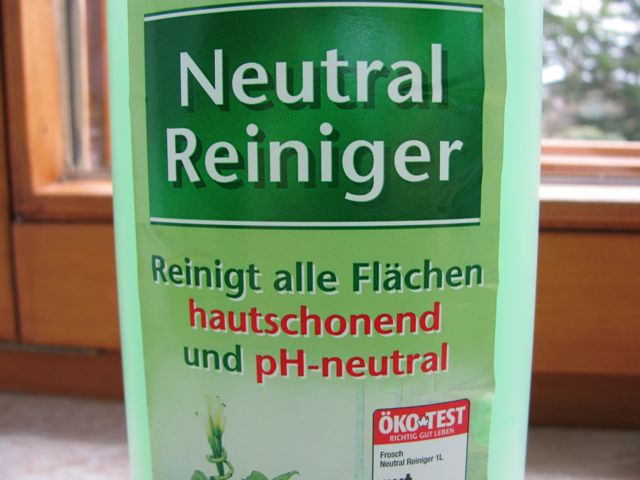 Neutral
Reiniger
Reinigt alle Flächen
hautschonend
und pH-neutral
ÖKO TEST
RICHTIG GUT LEBEN
Frosch
Neutral Reiniger 1L